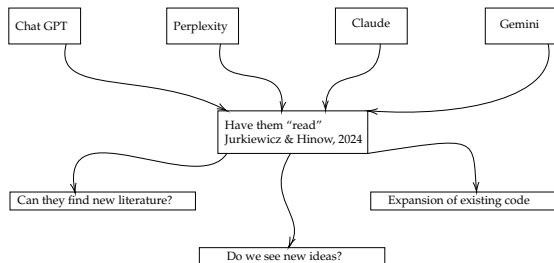 Chat GPT
Perplexity
Claude
Gemini
Have them “read”
Jurkiewicz & Hinow, 2024
Can they find new literature?
Expansion of existing code
Do we see new ideas?